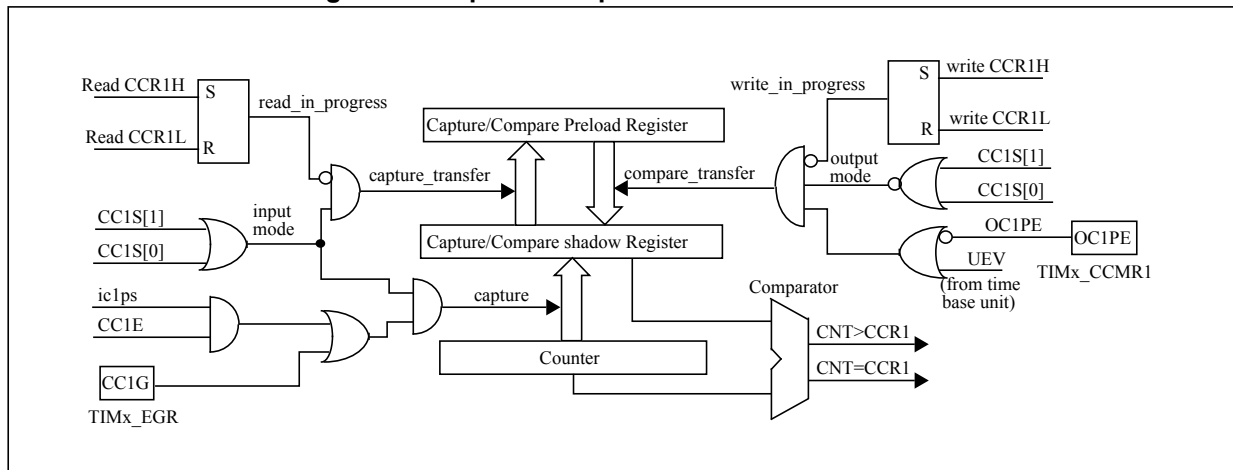 Read CCR1H
S
read_in_progress
Read CCR1L
R
write_in_progress
S
write CCR1H
R
write CCR1L
Capture/Compare Preload Register
capture_transfer
compare_transfer
output
mode
CC1S[1]
CC1S[0]
CC1S[1]
CC1S[0]
input
mode
Capture/Compare shadow Register
OC1PE
OC1PE
UEV
TIMx_CCMR1
(from time
base unit)
ic1ps
CC1E
capture
Comparator
CNT>CCR1
Counter
CNT=CCR1
CC1G
TIMx_EGR